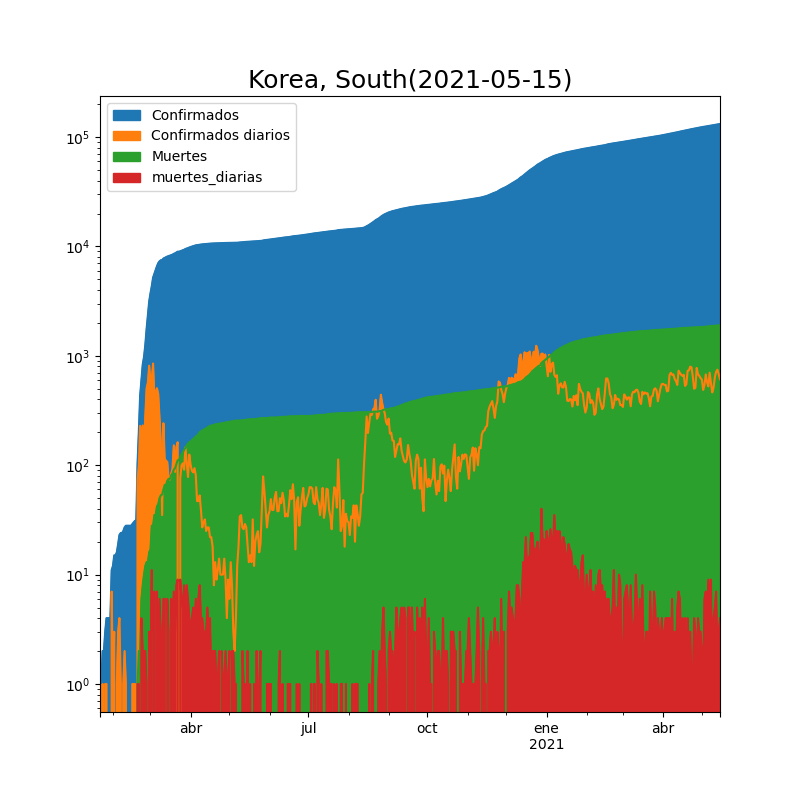 Korea, South(2021-05-15)
Confirmados
Confirmados diarios
Muertes
muertes_diarias
10^5
10^4
10^3
10^2
10^1
10^0
abr jul oct ene abr
2021